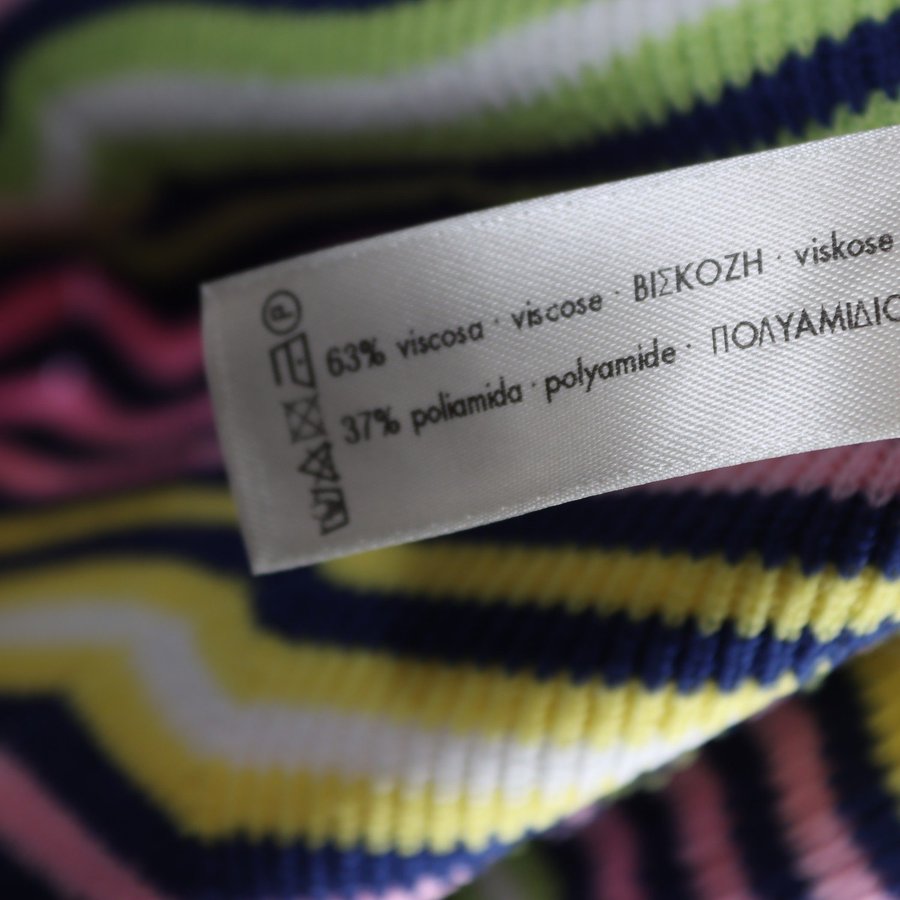 63% viscosa · viscose · ΒΙΣΚΟΖΗ · viskose
37% poliamida · polyamide · ΠΟΛΥΑΜΙΔΙΟ
P